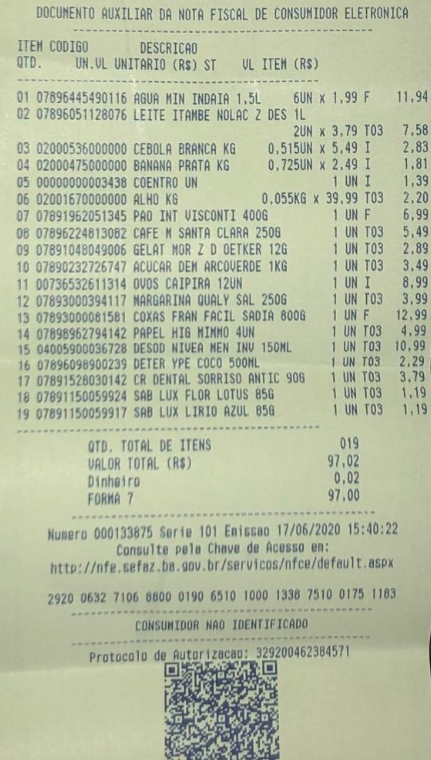 DOCUMENTO AUXILIAR DA NOTA FISCAL DE CONSUMIDOR ELETRONICA
ITEM CODIGO DESCRICAO
QTD. UN.VL UNITARIO (R$) ST VL ITEM (R$)
01 07896445490116 AGUA MIN INDAIA 1,5L 6UN x 1,99 F 11,94
02 07896051128076 LEITE ITAMBE NOLAC Z DES 1L
2UN x 3,79 T03 7,58
03 02000536000000 CEBOLA BRANCA KG 0,515UN x 5,49 I 2,83
04 02000475000000 BANANA PRATA KG 0,725UN x 2,49 I 1,81
05 00000000003438 COENTRO UN 1 UN I 1,39
06 02001670000000 ALHO KG 0,055KG x 39,99 T03 2,20
07 07891962051345 PAO INT VISCONTI 400G 1 UN F 6,99
08 07896224813082 CAFE M SANTA CLARA 250G 1 UN T03 5,49
09 07891048049006 GELAT MOR Z D OETKER 12G 1 UN T03 2,89
10 07890232726747 ACUCAR DEM ARCOVERDE 1KG 1 UN T03 3,49
11 00736532611314 OVOS CAIPIRA 12UN 1 UN I 8,99
12 07893000394117 MARGARINA QUALY SAL 250G 1 UN T03 3,99
13 07893000081581 COXAS FRAN FACIL SADIA 800G 1 UN F 12,99
14 07898962794142 PAPEL HIG MIMMO 4UN 1 UN T03 4,99
15 04005900036728 DESOD NIVEA MEN INV 150ML 1 UN T03 10,99
16 07896098900239 DETER YPE COCO 500ML 1 UN T03 2,29
17 07891528030142 CR DENTAL SORRISO ANTIC 90G 1 UN T03 3,79
18 07891150059924 SAB LUX FLOR LOTUS 85G 1 UN T03 1,19
19 07891150059917 SAB LUX LIRIO AZUL 85G 1 UN T03 1,19
QTD. TOTAL DE ITENS 019
VALOR TOTAL (R$) 97,02
Dinheiro 0,02
FORMA 7 97,00
Numero 000133875 Serie 101 Emissao 17/06/2020 15:40:22
Consulte pela Chave de Acesso em:
http://nfe.sefaz.ba.gov.br/servicos/nfce/default.aspx
2920 0632 7106 8800 0190 6510 1000 1338 7510 0175 1183
CONSUMIDOR NAO IDENTIFICADO
Protocolo de Autorizacao: 329200462384571